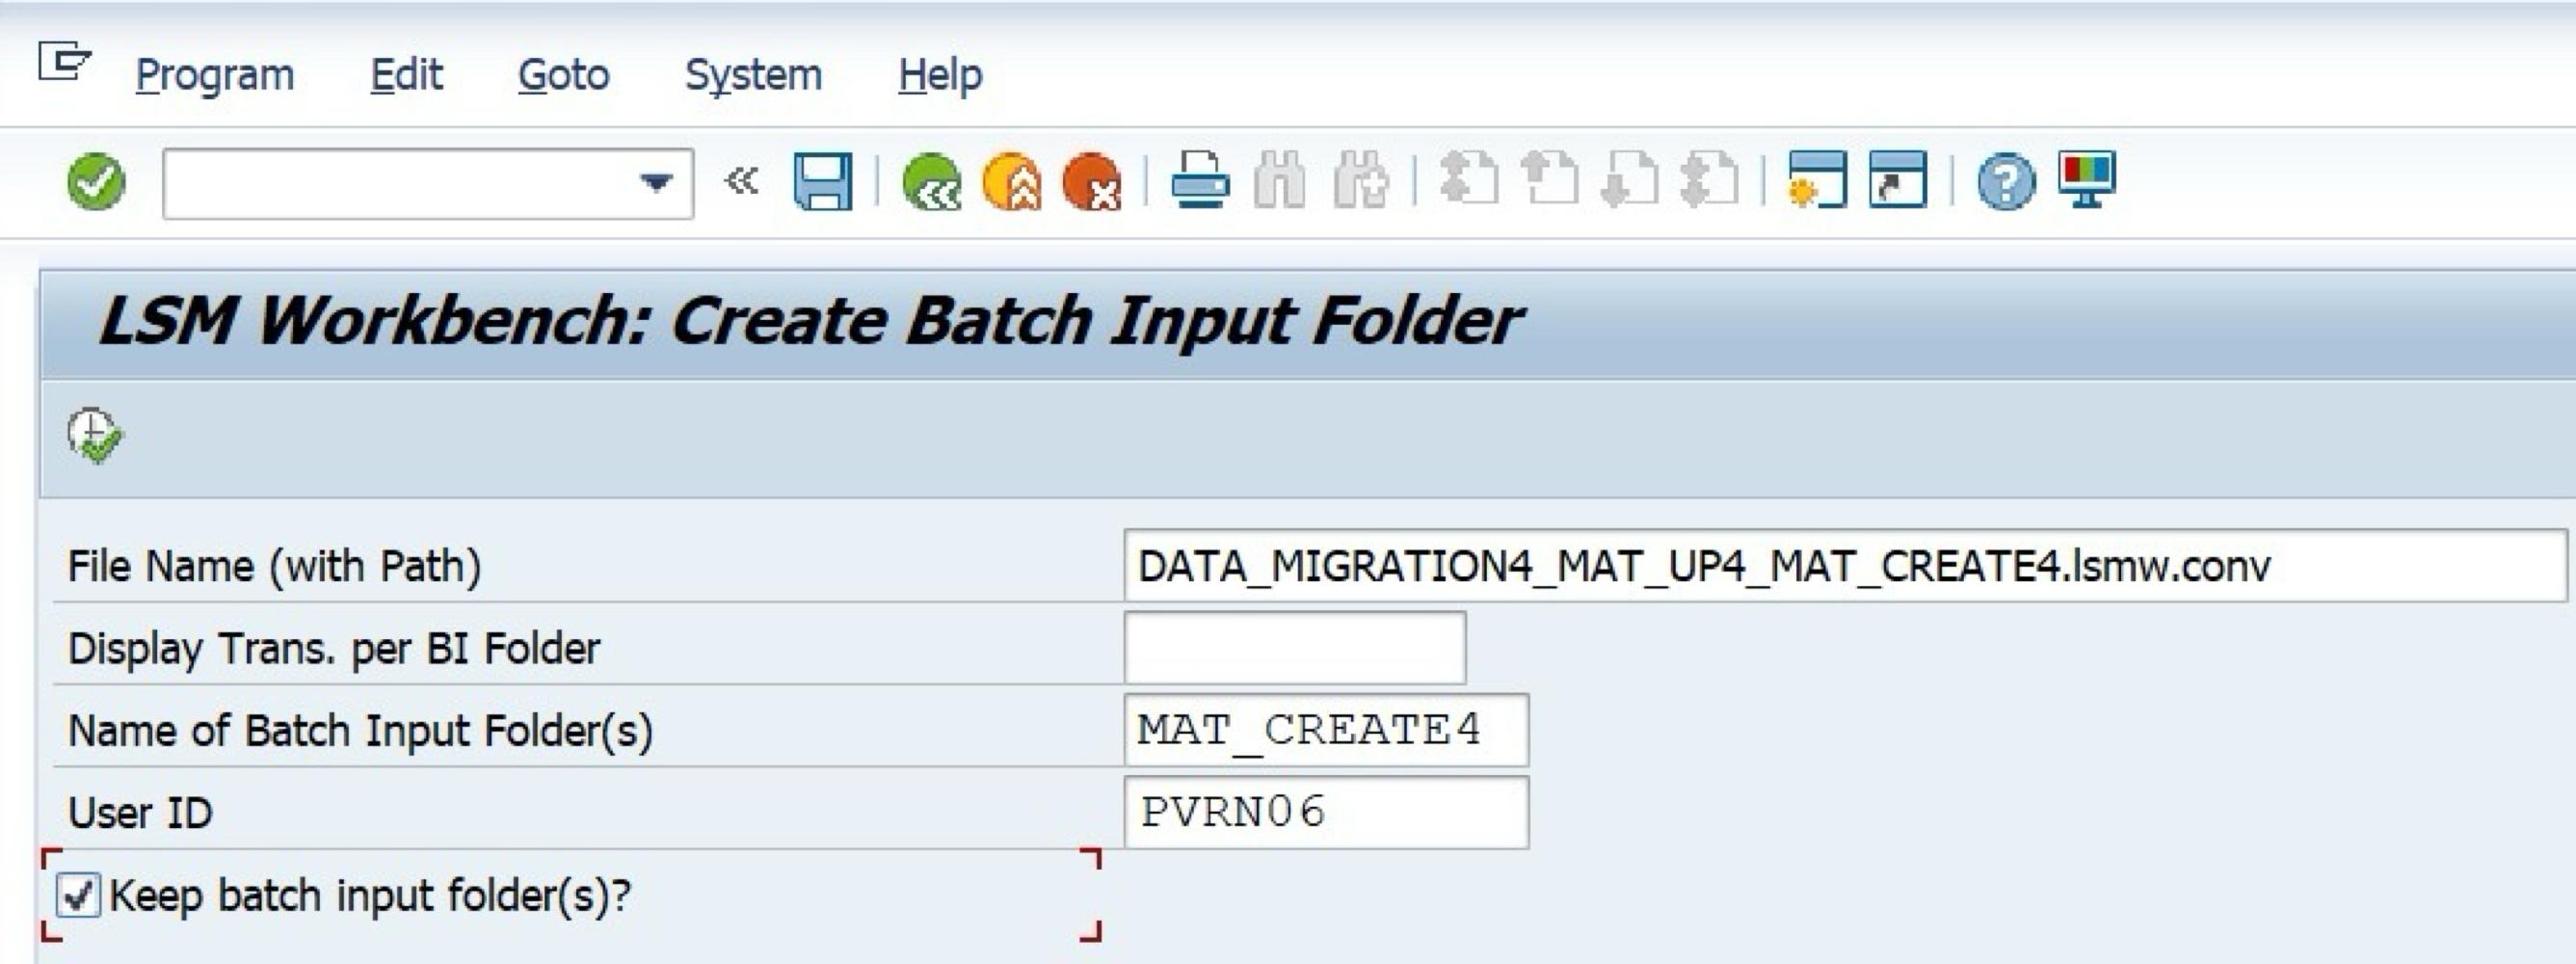 Program Edit Goto System Help
LSM Workbench: Create Batch Input Folder
File Name (with Path) DATA_MIGRATION4_MAT_UP4_MAT_CREATE4.lsmw.conv
Display Trans. per BI Folder
Name of Batch Input Folder(s) MAT_CREATE4
User ID PVRN06
Keep batch input folder(s)?